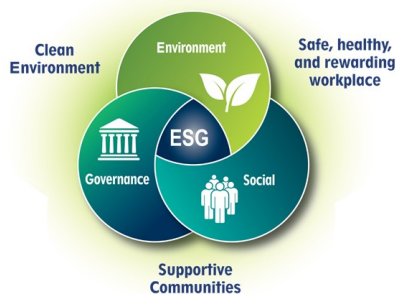 Clean
Environment
Environment
Safe, healthy,
and rewarding
workplace
ESG
Governance
Social
Supportive
Communities